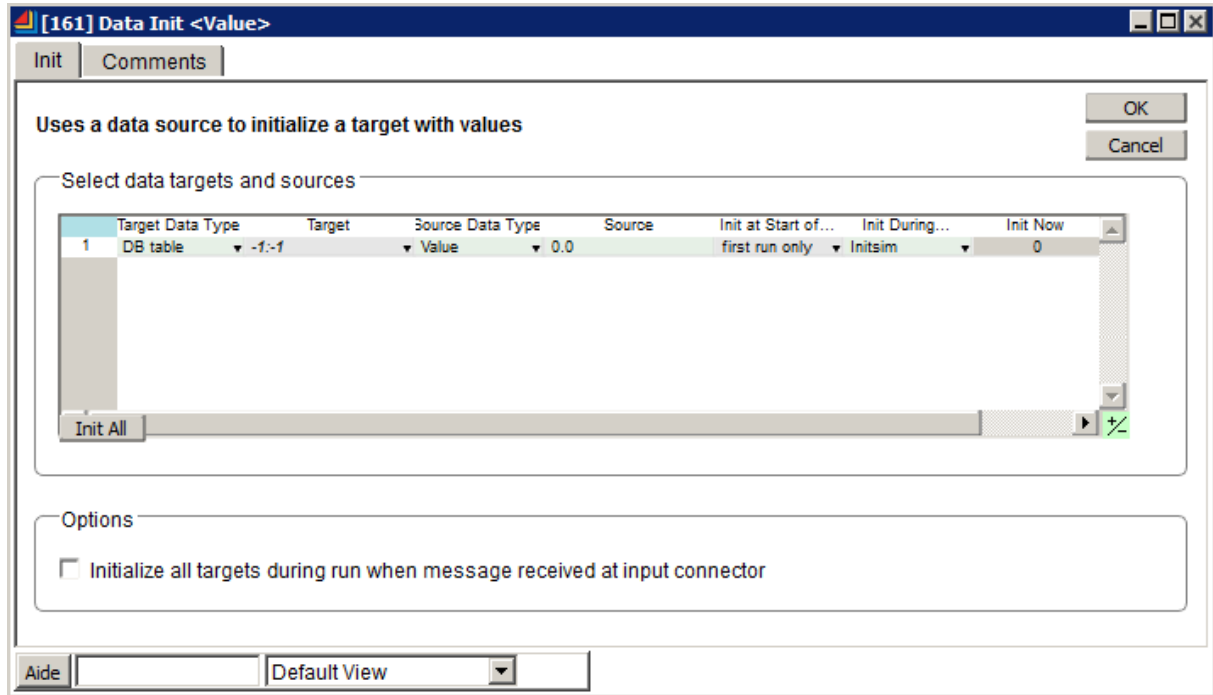 [161] Data Init <Value>
Init Comments
OK
Uses a data source to initialize a target with values
Cancel
Select data targets and sources
Target Data Type Target Source Data Type Source Init at Start of... Init During... Init Now
1 DB table -1:-1 Value 0.0 first run only Initsim 0
Init All +/-
Options
Initialize all targets during run when message received at input connector
Aide Default View